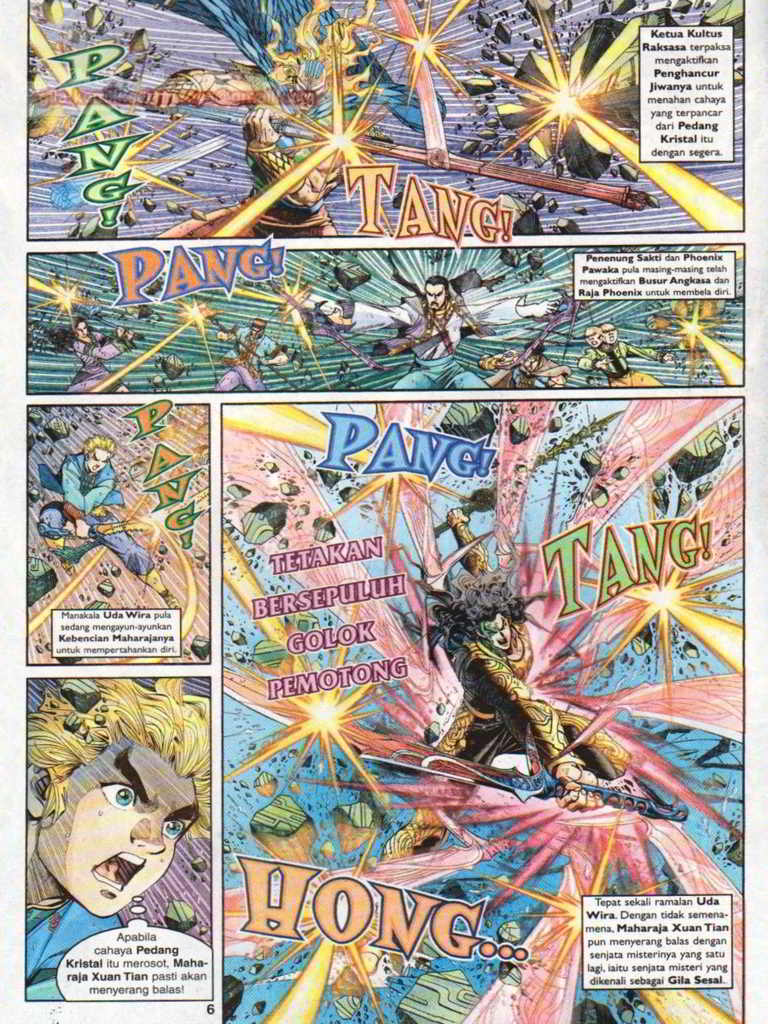 PANG!
TANG!
Ketua Kultus
Raksasa terpaksa
mengaktifkan
Penghancur
Jiwanya untuk
menahan cahaya
yang terpancar
dari Pedang
Kristal itu
dengan segera.
PANG!
Penenung Sakti dan Phoenix
Pawaka pula masing-masing telah
mengaktifkan Busur Angkasa dan
Raja Phoenix untuk membela diri.
PANG!
Manakala Uda Wira pula
sedang mengayun-ayunkan
Kebencian Maharajanya
untuk mempertahankan diri.
Apabila
cahaya Pedang
Kristal itu merosot, Maha-
raja Xuan Tian pasti akan
menyerang balas!
PANG!
TANG!
TETAKAN
BERSEPULUH
GOLOK
PEMOTONG
HONG...
Tepat sekali ramalan Uda
Wira. Dengan tidak semena-
mena, Maharaja Xuan Tian
pun menyerang balas dengan
senjata misterinya yang satu
lagi, iaitu senjata misteri yang
dikenali sebagai Gila Sesal.
6